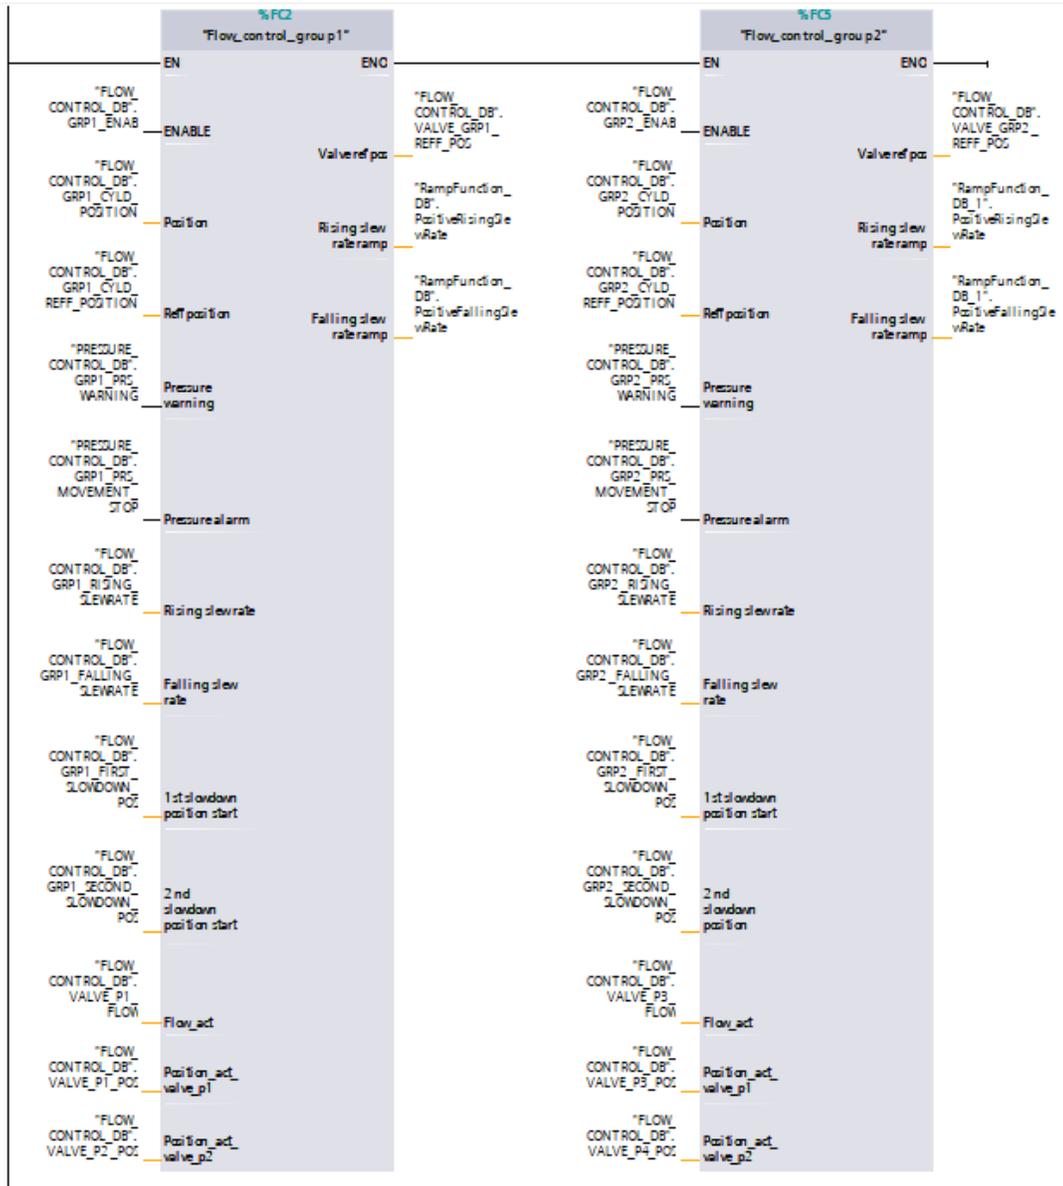 %FC2
"Flow_control_group1"
EN
ENO
"FLOW_
CONTROL_DB".
GRP1_ENAB
ENABLE
"FLOW_
CONTROL_DB".
VALVE_GRP1_
REFF_POS
Valve ref pos
"FLOW_
CONTROL_DB".
GRP1_CYLD_
POSITION
Position
"RampFunction_
DB".
PositiveRisingSle
wRate
Rising slew
rate ramp
"FLOW_
CONTROL_DB".
GRP1_CYLD_
REFF_POSITION
Reff position
"RampFunction_
DB".
PositiveFallingSle
wRate
Falling slew
rate ramp
"PRESSURE_
CONTROL_DB".
GRP1_PRS_
WARNING
Pressure
warning
"PRESSURE_
CONTROL_DB".
GRP1_PRS_
MOVEMENT_
STOP
Pressure alarm
"FLOW_
CONTROL_DB".
GRP1_RISING_
SLEWRATE
Rising slew rate
"FLOW_
CONTROL_DB".
GRP1_FALLING_
SLEWRATE
Falling slew
rate
"FLOW_
CONTROL_DB".
GRP1_FIRST_
SLOWDOWN_
POS
1st slowdown
position start
"FLOW_
CONTROL_DB".
GRP1_SECOND_
SLOWDOWN_
POS
2nd
slowdown
position start
"FLOW_
CONTROL_DB".
VALVE_P1_
FLOW
Flow_act
"FLOW_
CONTROL_DB".
VALVE_P1_POS
Position_act_
valve_p1
"FLOW_
CONTROL_DB".
VALVE_P2_POS
Position_act_
valve_p2
%FC5
"Flow_control_group2"
EN
ENO
"FLOW_
CONTROL_DB".
GRP2_ENAB
ENABLE
"FLOW_
CONTROL_DB".
VALVE_GRP2_
REFF_POS
Valve ref pos
"FLOW_
CONTROL_DB".
GRP2_CYLD_
POSITION
Position
"RampFunction_
DB_1".
PositiveRisingSle
wRate
Rising slew
rate ramp
"FLOW_
CONTROL_DB".
GRP2_CYLD_
REFF_POSITION
Reff position
"RampFunction_
DB_1".
PositiveFallingSle
wRate
Falling slew
rate ramp
"PRESSURE_
CONTROL_DB".
GRP2_PRS_
WARNING
Pressure
warning
"PRESSURE_
CONTROL_DB".
GRP2_PRS_
MOVEMENT_
STOP
Pressure alarm
"FLOW_
CONTROL_DB".
GRP2_RISING_
SLEWRATE
Rising slew rate
"FLOW_
CONTROL_DB".
GRP2_FALLING_
SLEWRATE
Falling slew
rate
"FLOW_
CONTROL_DB".
GRP2_FIRST_
SLOWDOWN_
POS
1st slowdown
position start
"FLOW_
CONTROL_DB".
GRP2_SECOND_
SLOWDOWN_
POS
2nd
slowdown
position
"FLOW_
CONTROL_DB".
VALVE_P3_
FLOW
Flow_act
"FLOW_
CONTROL_DB".
VALVE_P3_POS
Position_act_
valve_p1
"FLOW_
CONTROL_DB".
VALVE_P4_POS
Position_act_
valve_p2